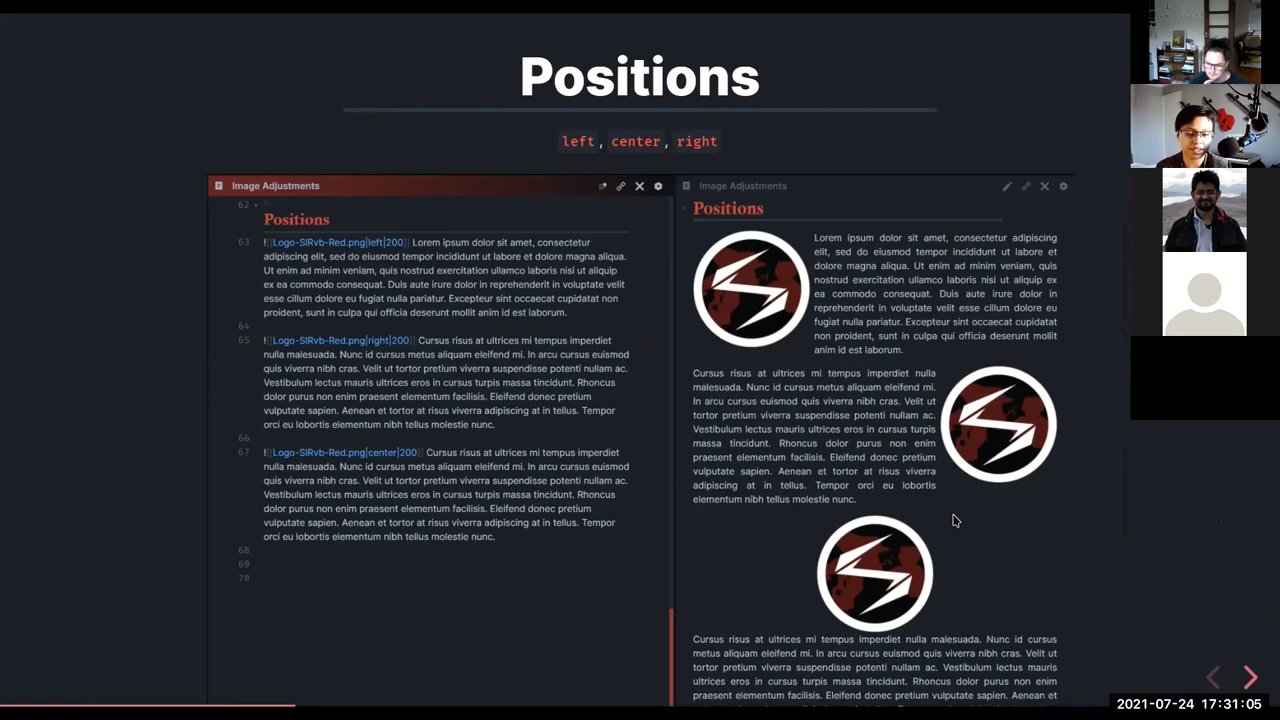 Positions
left, center, right
Image Adjustments
62
Positions
63 ![[Logo-SIRvb-Red.png|left|200]] Lorem ipsum dolor sit amet, consectetur
adipiscing elit, sed do eiusmod tempor incididunt ut labore et dolore magna aliqua.
Ut enim ad minim veniam, quis nostrud exercitation ullamco laboris nisi ut aliquip
ex ea commodo consequat. Duis aute irure dolor in reprehenderit in voluptate velit
esse cillum dolore eu fugiat nulla pariatur. Excepteur sint occaecat cupidatat non
proident, sunt in culpa qui officia deserunt mollit anim id est laborum.
64
65 ![[Logo-SIRvb-Red.png|right|200]] Cursus risus at ultrices mi tempus imperdiet
nulla malesuada. Nunc id cursus metus aliquam eleifend mi. In arcu cursus euismod
quis viverra nibh cras. Velit ut tortor pretium viverra suspendisse potenti nullam ac.
Vestibulum lectus mauris ultrices eros in cursus turpis massa tincidunt. Rhoncus
dolor purus non enim praesent elementum facilisis. Eleifend donec pretium
vulputate sapien. Aenean et tortor at risus viverra adipiscing at in tellus. Tempor
orci eu lobortis elementum nibh tellus molestie nunc.
66
67 ![[Logo-SIRvb-Red.png|center|200]] Cursus risus at ultrices mi tempus imperdiet
nulla malesuada. Nunc id cursus metus aliquam eleifend mi. In arcu cursus euismod
quis viverra nibh cras. Velit ut tortor pretium viverra suspendisse potenti nullam ac.
Vestibulum lectus mauris ultrices eros in cursus turpis massa tincidunt. Rhoncus
dolor purus non enim praesent elementum facilisis. Eleifend donec pretium
vulputate sapien. Aenean et tortor at risus viverra adipiscing at in tellus. Tempor
orci eu lobortis elementum nibh tellus molestie nunc.
68
69
70
Image Adjustments
Positions
Lorem ipsum dolor sit amet, consectetur adipiscing
elit, sed do eiusmod tempor incididunt ut labore et
dolore magna aliqua. Ut enim ad minim veniam, quis
nostrud exercitation ullamco laboris nisi ut aliquip ex
ea commodo consequat. Duis aute irure dolor in
reprehenderit in voluptate velit esse cillum dolore eu
fugiat nulla pariatur. Excepteur sint occaecat cupidatat
non proident, sunt in culpa qui officia deserunt mollit
anim id est laborum.
Cursus risus at ultrices mi tempus imperdiet nulla
malesuada. Nunc id cursus metus aliquam eleifend mi.
In arcu cursus euismod quis viverra nibh cras. Velit ut
tortor pretium viverra suspendisse potenti nullam ac.
Vestibulum lectus mauris ultrices eros in cursus turpis
massa tincidunt. Rhoncus dolor purus non enim
praesent elementum facilisis. Eleifend donec pretium
vulputate sapien. Aenean et tortor at risus viverra
adipiscing at in tellus. Tempor orci eu lobortis
elementum nibh tellus molestie nunc.
Cursus risus at ultrices mi tempus imperdiet nulla malesuada. Nunc id cursus
metus aliquam eleifend mi. In arcu cursus euismod quis viverra nibh cras. Velit ut
tortor pretium viverra suspendisse potenti nullam ac. Vestibulum lectus mauris
ultrices eros in cursus turpis massa tincidunt. Rhoncus dolor purus non enim
praesent elementum facilisis. Eleifend donec pretium vulputate sapien. Aenean et
2021-07-24 17:31:05